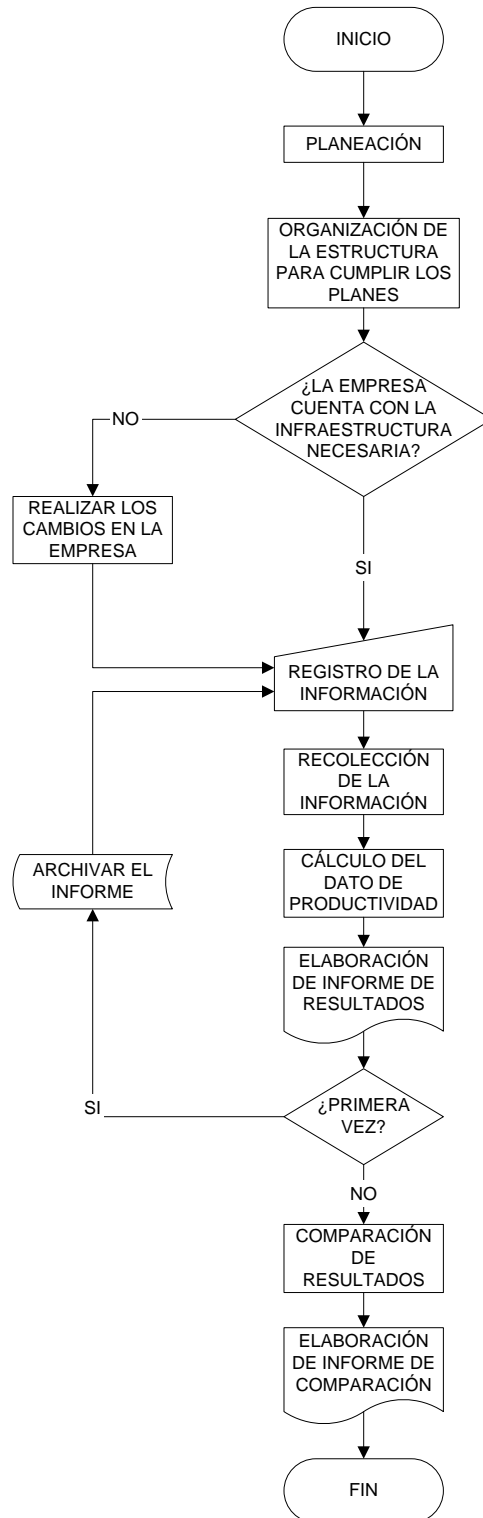 INICIO
PLANEACIÓN
ORGANIZACIÓN DE
LA ESTRUCTURA
PARA CUMPLIR LOS
PLANES
¿LA EMPRESA
CUENTA CON LA
INFRAESTRUCTURA
NECESARIA?
NO
REALIZAR LOS
CAMBIOS EN LA
EMPRESA
SI
REGISTRO DE LA
INFORMACIÓN
RECOLECCIÓN
DE LA
INFORMACIÓN
ARCHIVAR EL
INFORME
CÁLCULO DEL
DATO DE
PRODUCTIVIDAD
ELABORACIÓN
DE INFORME DE
RESULTADOS
¿PRIMERA
VEZ?
SI
NO
COMPARACIÓN
DE
RESULTADOS
ELABORACIÓN
DE INFORME DE
COMPARACIÓN
FIN